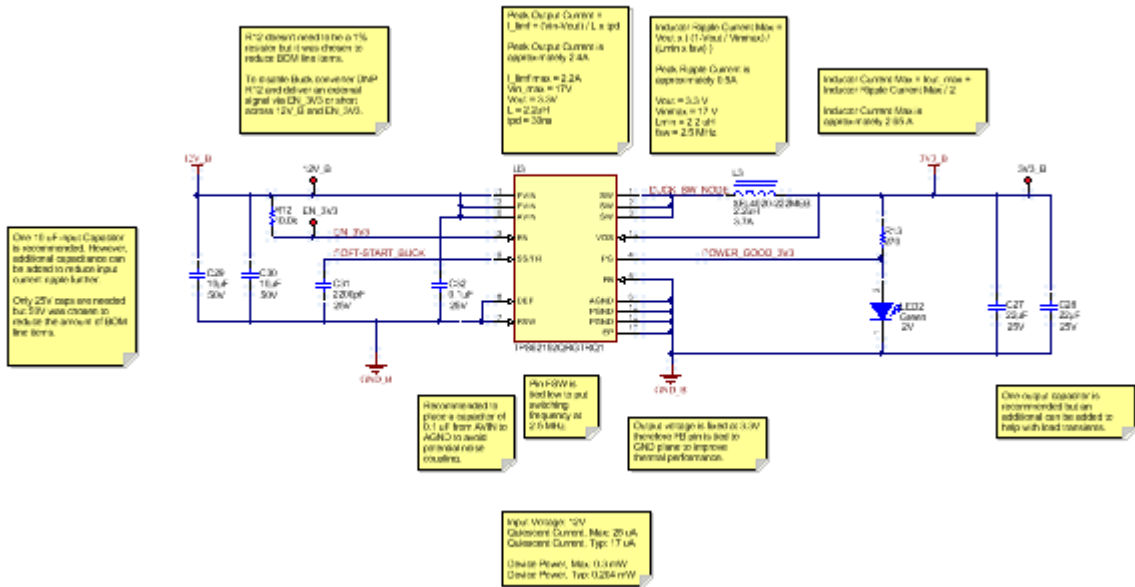 R12 doesn't need to be a 1%
resistor but it was chosen to
reduce BOM line items.
To disable Buck converter DNP
R12 and deliver an external
signal via EN_3V3 or short
across 12V_B and EN_3V3.
Peak Output Current =
I_limf + (Vin-Vout) / L x tpd
Peak Output Current is
approximately 2.4A
I_limf max = 2.2A
Vin_max = 17V
Vout = 3.3V
L = 2.2uH
tpd = 30ns
Inductor Ripple Current Max =
Vout x ( (1-Vout / Vinmax) /
(Lmin x fsw) )
Peak Ripple Current is
approximately 0.5A
Vout = 3.3 V
Vinmax = 17 V
Lmin = 2.2 uH
fsw = 2.5 MHz
Inductor Current Max = Iout_max +
Inductor Ripple Current Max / 2
Inductor Current Max is
approximately A
12V_B
12V_B
U3
L3
3V3_B
3V3_B
R12
10.0k
EN_3V3
EN_3V3
SOFT-START_BUCK
PVIN
PVIN
AVIN
EN
SS/TR
DEF
FSW
SW
SW
SW
VOS
PG
FB
AGND
PGND
PGND
EP
BUCK_SW_NODE
2.2uH
3.7A
POWER_GOOD_3V3
R13
LED2
Green
2V
C29
10µF
50V
C30
10µF
50V
C31
2200pF
25V
C32
0.1uF
25V
C27
22µF
25V
22µF
25V
GND_B
GND_B
One 10 uF Input Capacitor
is recommended. However,
additional capacitance
can be added to reduce input
current ripple further.
Only 25V caps are needed
but 50V was chosen to
reduce the amount of BOM
line items.
Recommended to
place a capacitor of
0.1 uF from AVIN to
AGND to avoid
potential noise
coupling.
Pin FSW is
tied low to put
switching
frequency at
2.5 MHz.
Output voltage is fixed at 3.3V
therefore FB pin is tied to
GND plane to improve
thermal performance.
One output capacitor is
recommended but an
additional can be added to
help with load transients.
Input Voltage: 12V
Quiescent Current, Max: 25 uA
Quiescent Current, Typ: 17 uA
Device Power, Max: 0.3 mW
Device Power, Typ: 0.204 mW